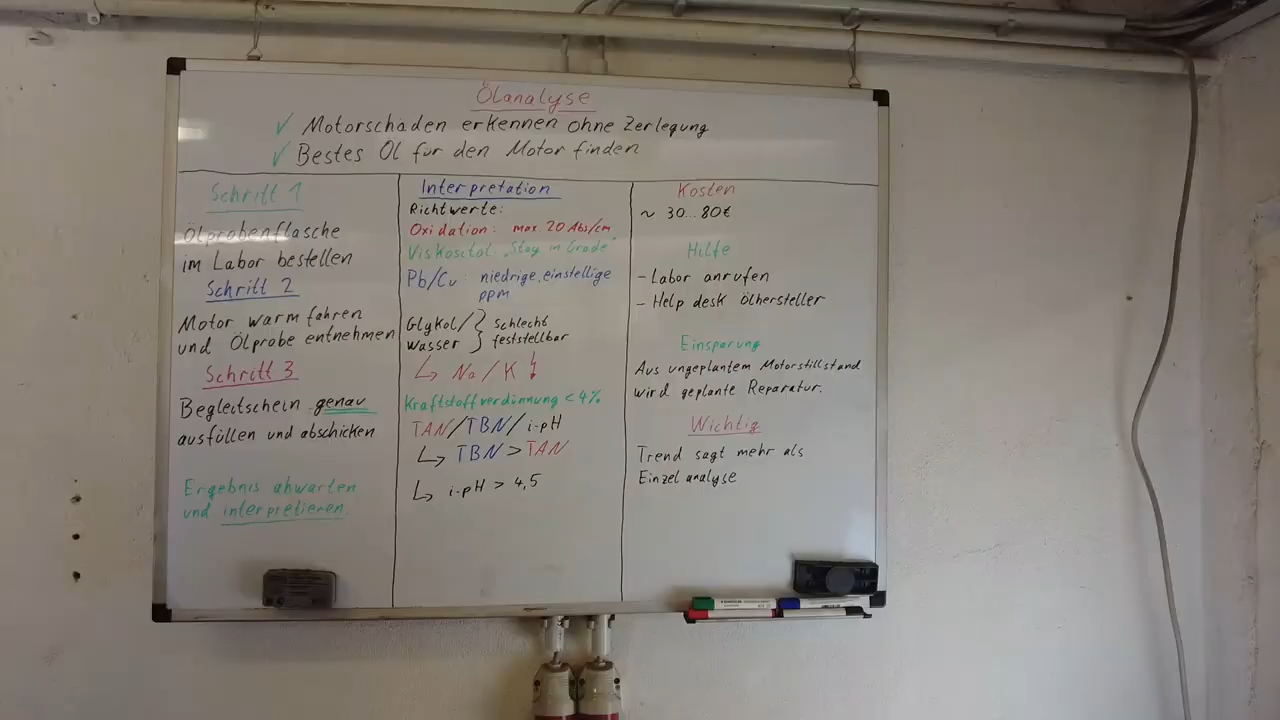 Ölanalyse
✓ Motorschäden erkennen ohne Zerlegung
✓ Bestes Öl für den Motor finden
Schritt 1
Ölprobenflasche
im Labor bestellen
Schritt 2
Motor warm fahren
und Ölprobe entnehmen
Schritt 3
Begleitschein genau
ausfüllen und abschicken
Ergebnis abwarten
und interpretieren
Interpretation
Richtwerte:
Oxidation: max. 20 Abs/cm
Viskosität: „Stay in Grade"
Pb/Cu: niedrige, einstellige
ppm
Glykol/ } Schlecht
Wasser feststellbar
↳ Na/K
Kraftstoffverdünnung < 4%
TAN/TBN/i-pH
↳ TBN > TAN
↳ i-pH > 4,5
Kosten
~ 30...80€
Hilfe
- Labor anrufen
- Help desk Ölhersteller
Einsparung
Aus ungeplantem Motorstillstand
wird geplante Reparatur.
Wichtig
Trend sagt mehr als
Einzelanalyse